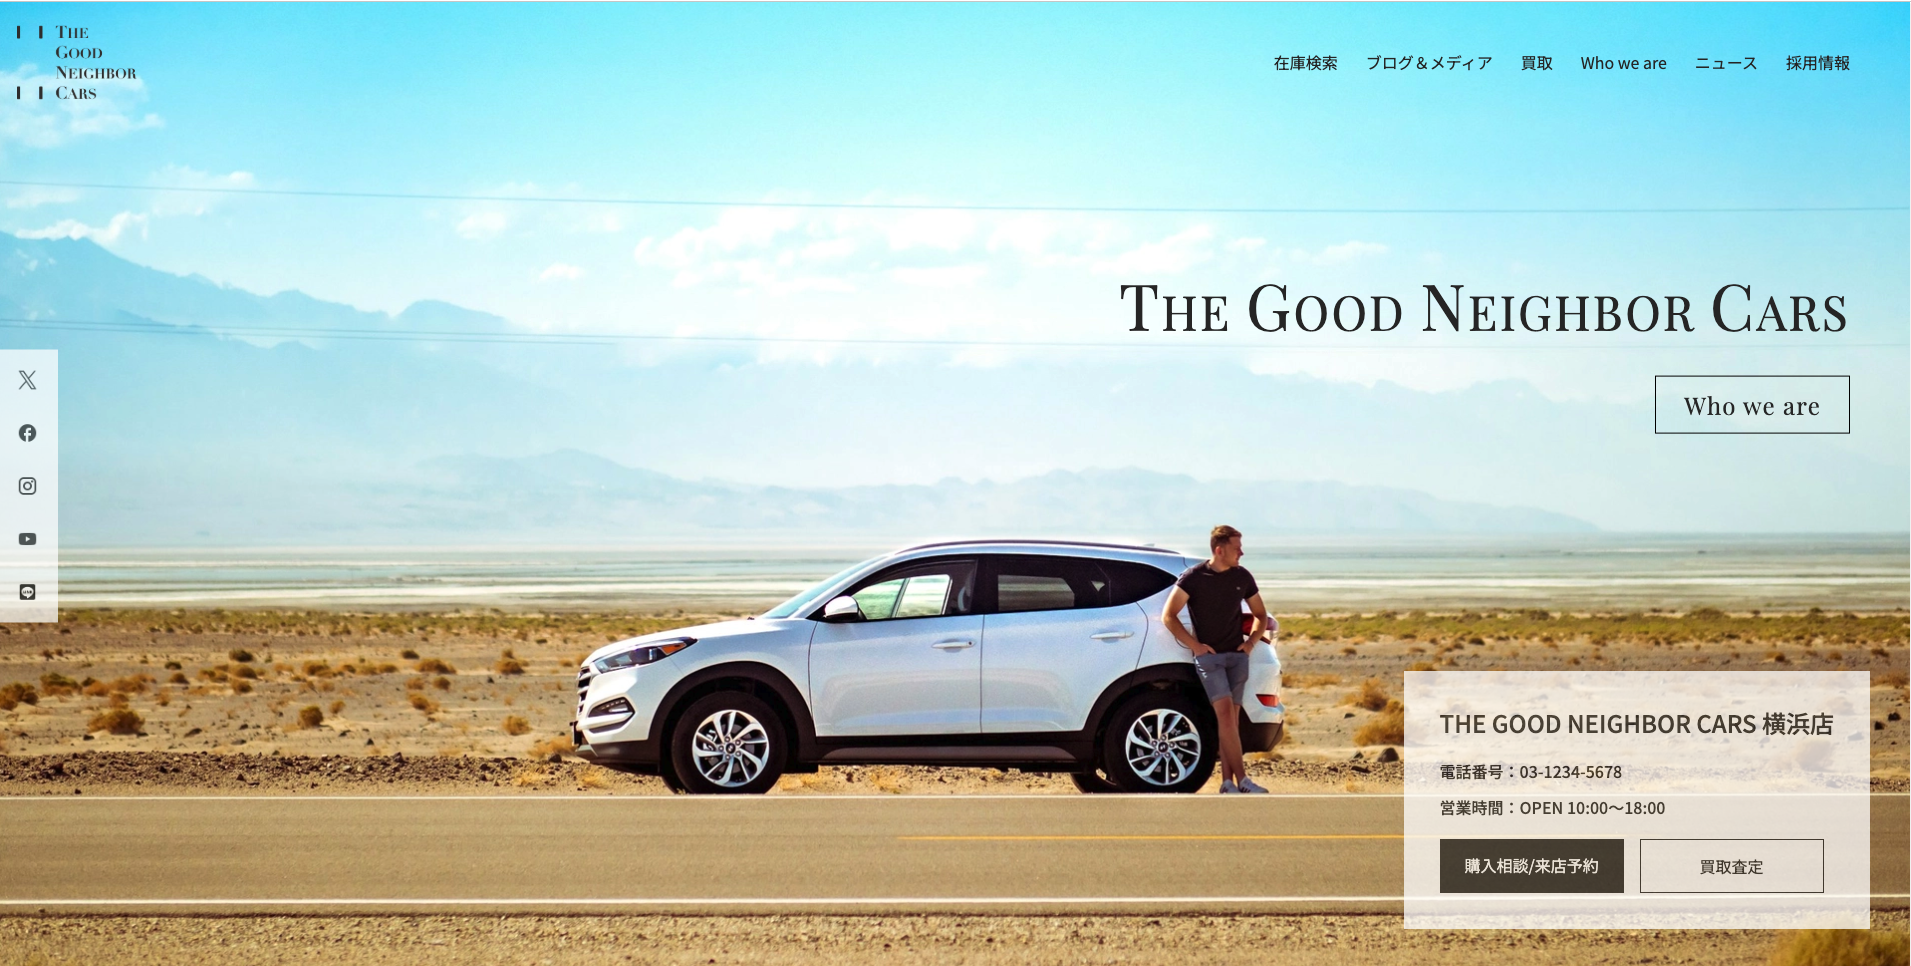 THE
GOOD
NEIGHBOR
CARS
在庫検索 ブログ＆メディア 買取 Who we are ニュース 採用情報
THE GOOD NEIGHBOR CARS
Who we are
THE GOOD NEIGHBOR CARS 横浜店
電話番号：03-1234-5678
営業時間：OPEN 10:00〜18:00
購入相談/来店予約 買取査定